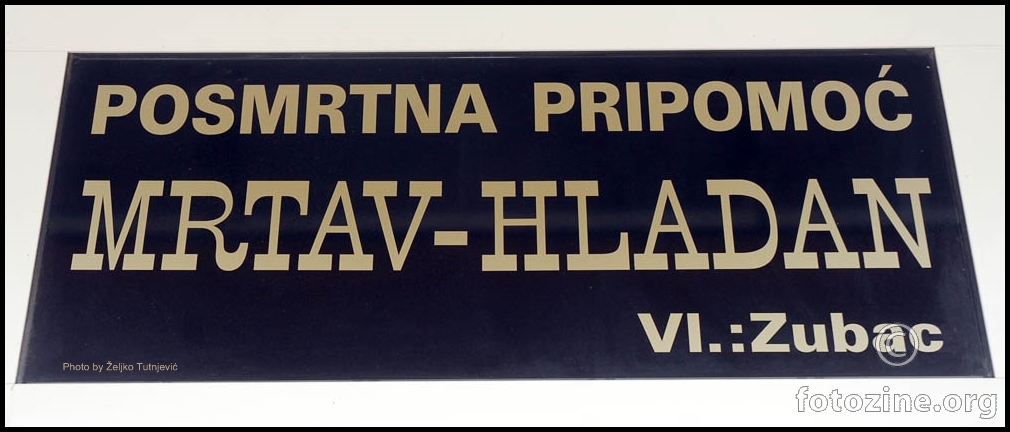 POSMRTNA PRIPOMOĆ
MRTAV-HLADAN
Vl.:Zubac
©
Photo by Željko Tutnjević
fotozine.org